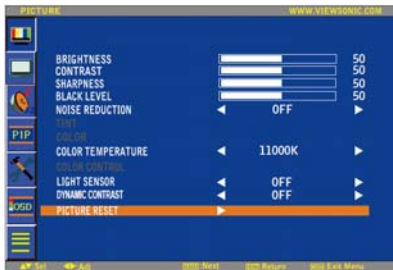 PICTURE WWW.VIEWSONIC.COM
BRIGHTNESS 50
CONTRAST 50
SHARPNESS 50
BLACK LEVEL 50
NOISE REDUCTION OFF
TINT
COLOR
PIP
COLOR TEMPERATURE 11000K
COLOR CONTROL
LIGHT SENSOR OFF
DYNAMIC CONTRAST OFF
OSD
PICTURE RESET
Sel Adj Next Return Exit Menu